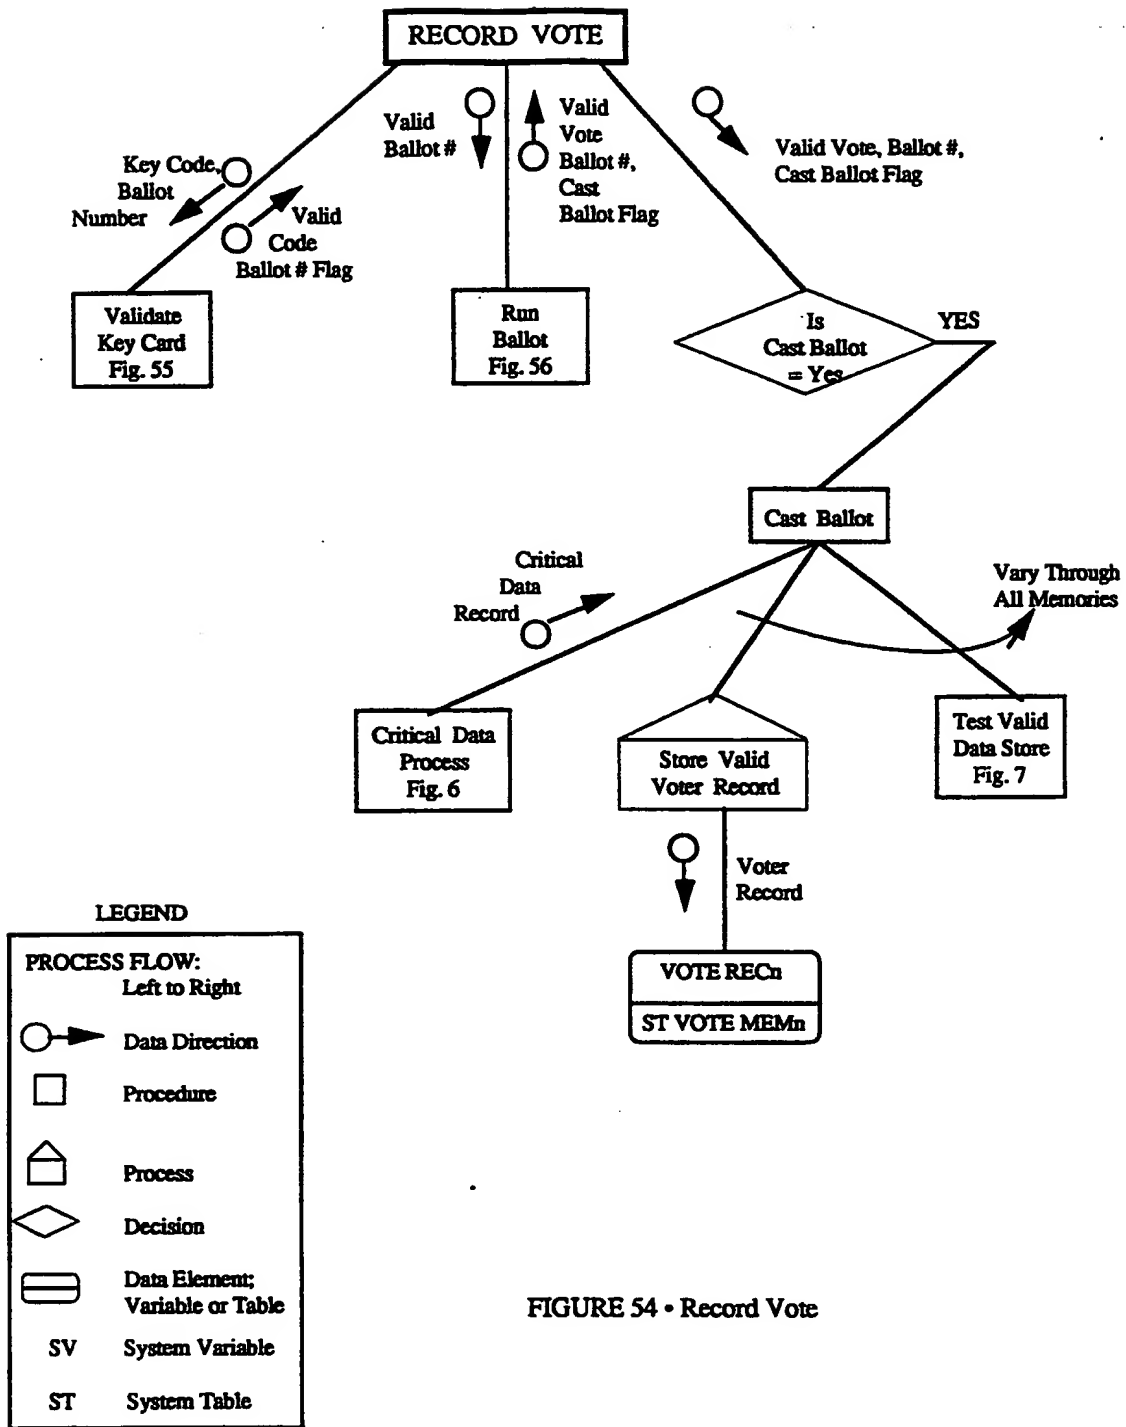 RECORD VOTE
Key Code,
Ballot
Number
Valid
Code
Ballot # Flag
Valid
Ballot #
Valid
Vote
Ballot #,
Cast
Ballot Flag
Valid Vote, Ballot #,
Cast Ballot Flag
Validate
Key Card
Fig. 55
Run
Ballot
Fig. 56
Is
Cast Ballot
= Yes
YES
Cast Ballot
Critical
Data
Record
Vary Through
All Memories
Critical Data
Process
Fig. 6
Store Valid
Voter Record
Test Valid
Data Store
Fig. 7
Voter
Record
VOTE RECn
ST VOTE MEMn
LEGEND
PROCESS FLOW:
Left to Right
Data Direction
Procedure
Process
Decision
Data Element;
Variable or Table
SV System Variable
ST System Table
FIGURE 54 • Record Vote